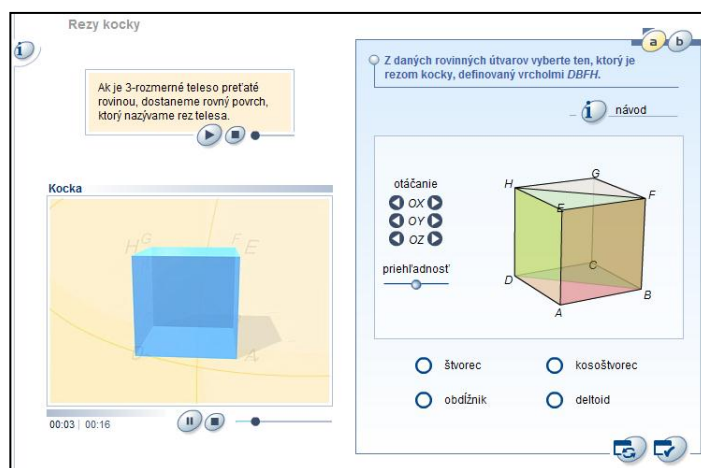 Rezy kocky
Ak je 3-rozmerné teleso preťaté
rovinou, dostaneme rovný povrch,
ktorý nazývame rez telesa.
Kocka
H G F E
D A
00:03 | 00:16
a b
Z daných rovinných útvarov vyberte ten, ktorý je
rezom kocky, definovaný vrcholmi DBFH.
návod
otáčanie
OX
OY
OZ
priehľadnosť
G
H
F
E
C
D
B
A
štvorec
kosoštvorec
obdĺžnik
deltoid